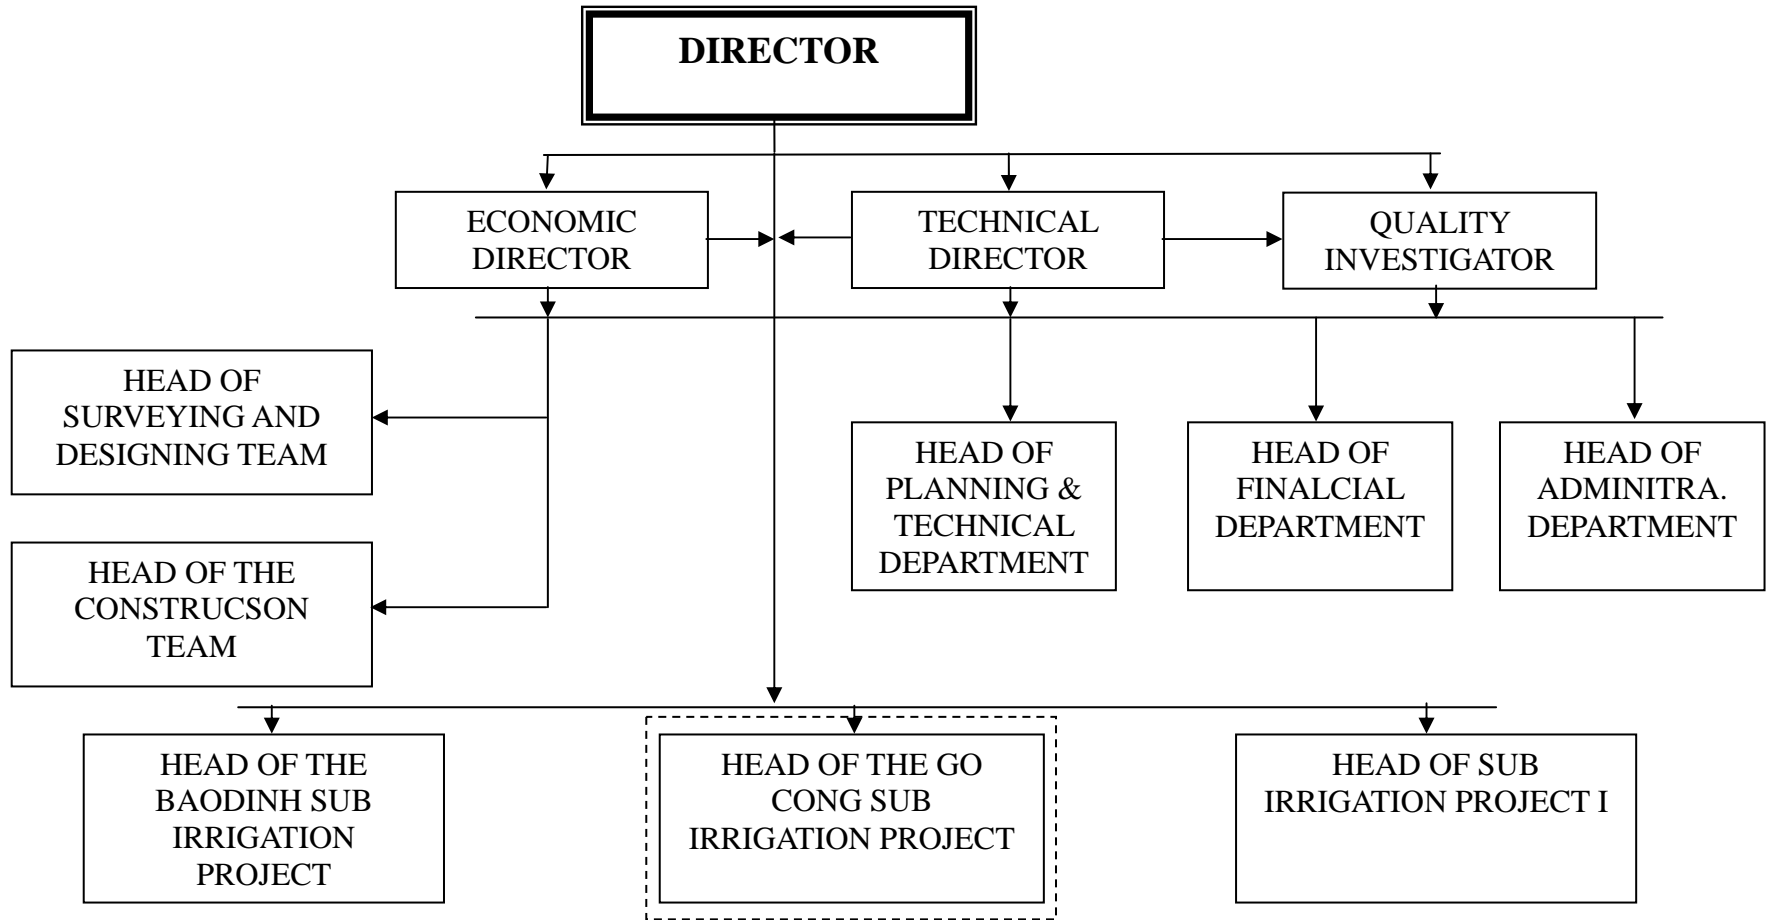 DIRECTOR
ECONOMIC
DIRECTOR
TECHNICAL
DIRECTOR
QUALITY
INVESTIGATOR
HEAD OF
SURVEYING AND
DESIGNING TEAM
HEAD OF
PLANNING &
TECHNICAL
DEPARTMENT
HEAD OF
FINALCIAL
DEPARTMENT
HEAD OF
ADMINITRA.
DEPARTMENT
HEAD OF THE
CONSTRUCSON
TEAM
HEAD OF THE
BAODINH SUB
IRRIGATION
PROJECT
HEAD OF THE GO
CONG SUB
IRRIGATION PROJECT
HEAD OF SUB
IRRIGATION PROJECT I